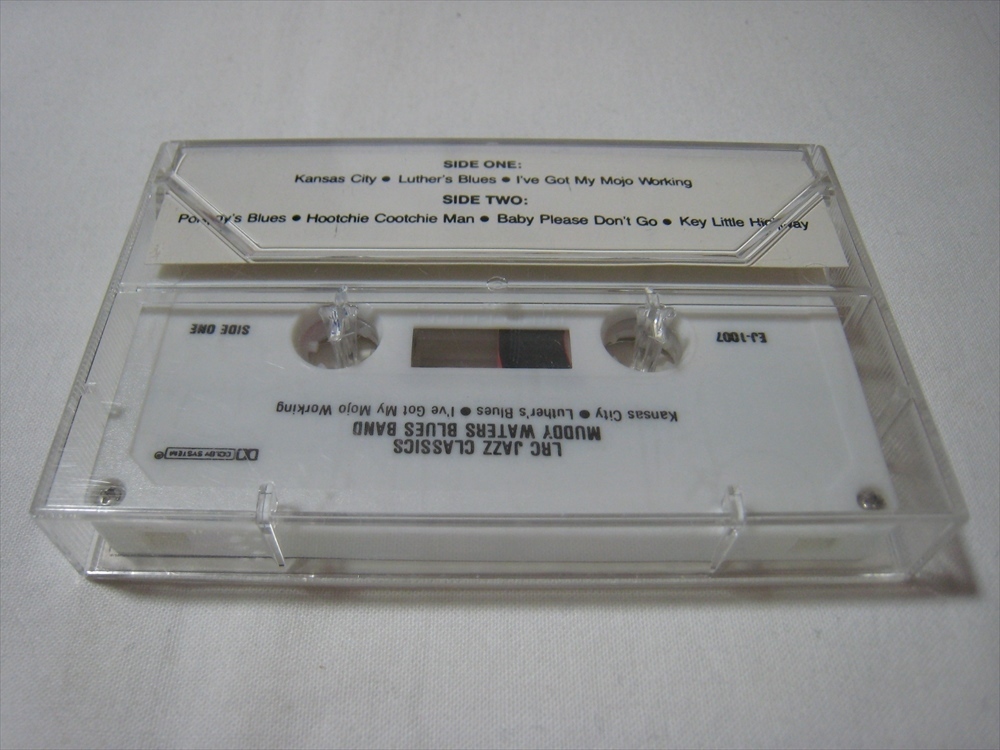 SIDE ONE:
Kansas City ● Luther's Blues ● I've Got My Mojo Working
SIDE TWO:
Blues ● Hootchie Cootchie Man ● Baby Please Don't Go ● Key Little Highway
LRC JAZZ CLASSICS
MUDDY WATERS BLUES BAND
Kansas City ● Luther's Blues ● I've Got My Mojo Working
EJ-1007
SIDE ONE
DOLBY SYSTEM